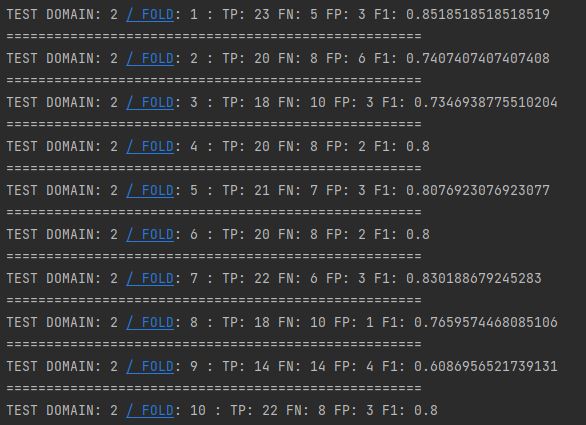 TEST DOMAIN: 2 / FOLD: 1 : TP: 23 FN: 5 FP: 3 F1: 0.8518518518518519
====================================================
TEST DOMAIN: 2 / FOLD: 2 : TP: 20 FN: 8 FP: 6 F1: 0.7407407407407408
====================================================
TEST DOMAIN: 2 / FOLD: 3 : TP: 18 FN: 10 FP: 3 F1: 0.7346938775510204
====================================================
TEST DOMAIN: 2 / FOLD: 4 : TP: 20 FN: 8 FP: 2 F1: 0.8
====================================================
TEST DOMAIN: 2 / FOLD: 5 : TP: 21 FN: 7 FP: 3 F1: 0.8076923076923077
====================================================
TEST DOMAIN: 2 / FOLD: 6 : TP: 20 FN: 8 FP: 2 F1: 0.8
====================================================
TEST DOMAIN: 2 / FOLD: 7 : TP: 22 FN: 6 FP: 3 F1: 0.830188679245283
====================================================
TEST DOMAIN: 2 / FOLD: 8 : TP: 18 FN: 10 FP: 1 F1: 0.7659574468085106
====================================================
TEST DOMAIN: 2 / FOLD: 9 : TP: 14 FN: 14 FP: 4 F1: 0.6086956521739131
====================================================
TEST DOMAIN: 2 / FOLD: 10 : TP: 22 FN: 8 FP: 3 F1: 0.8